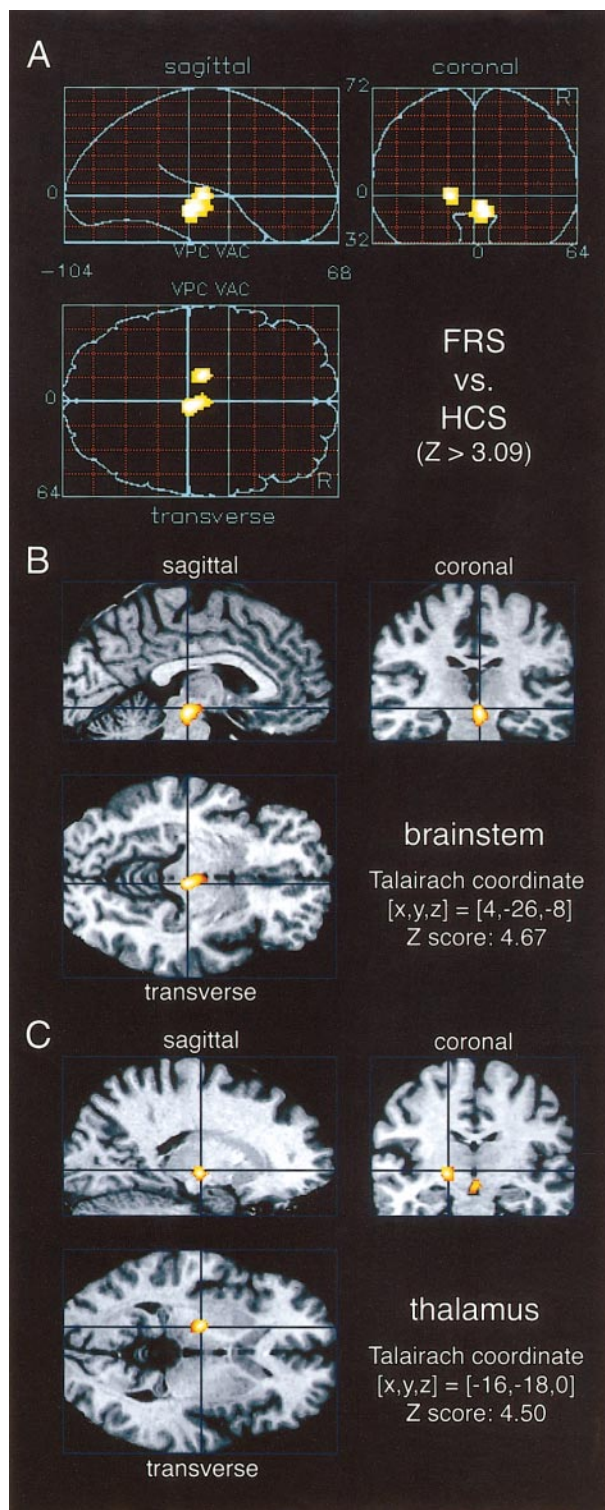 A
sagittal
coronal
72
R
0
0
32
VPC VAC
-104
68
0
64
VPC VAC
0
64
R
transverse
FRS
vs.
HCS
(Z > 3.09)
B
sagittal
coronal
brainstem
Talairach coordinate
[x,y,z] = [4,-26,-8]
Z score: 4.67
transverse
C
sagittal
coronal
thalamus
Talairach coordinate
[x,y,z] = [-16,-18,0]
Z score: 4.50
transverse